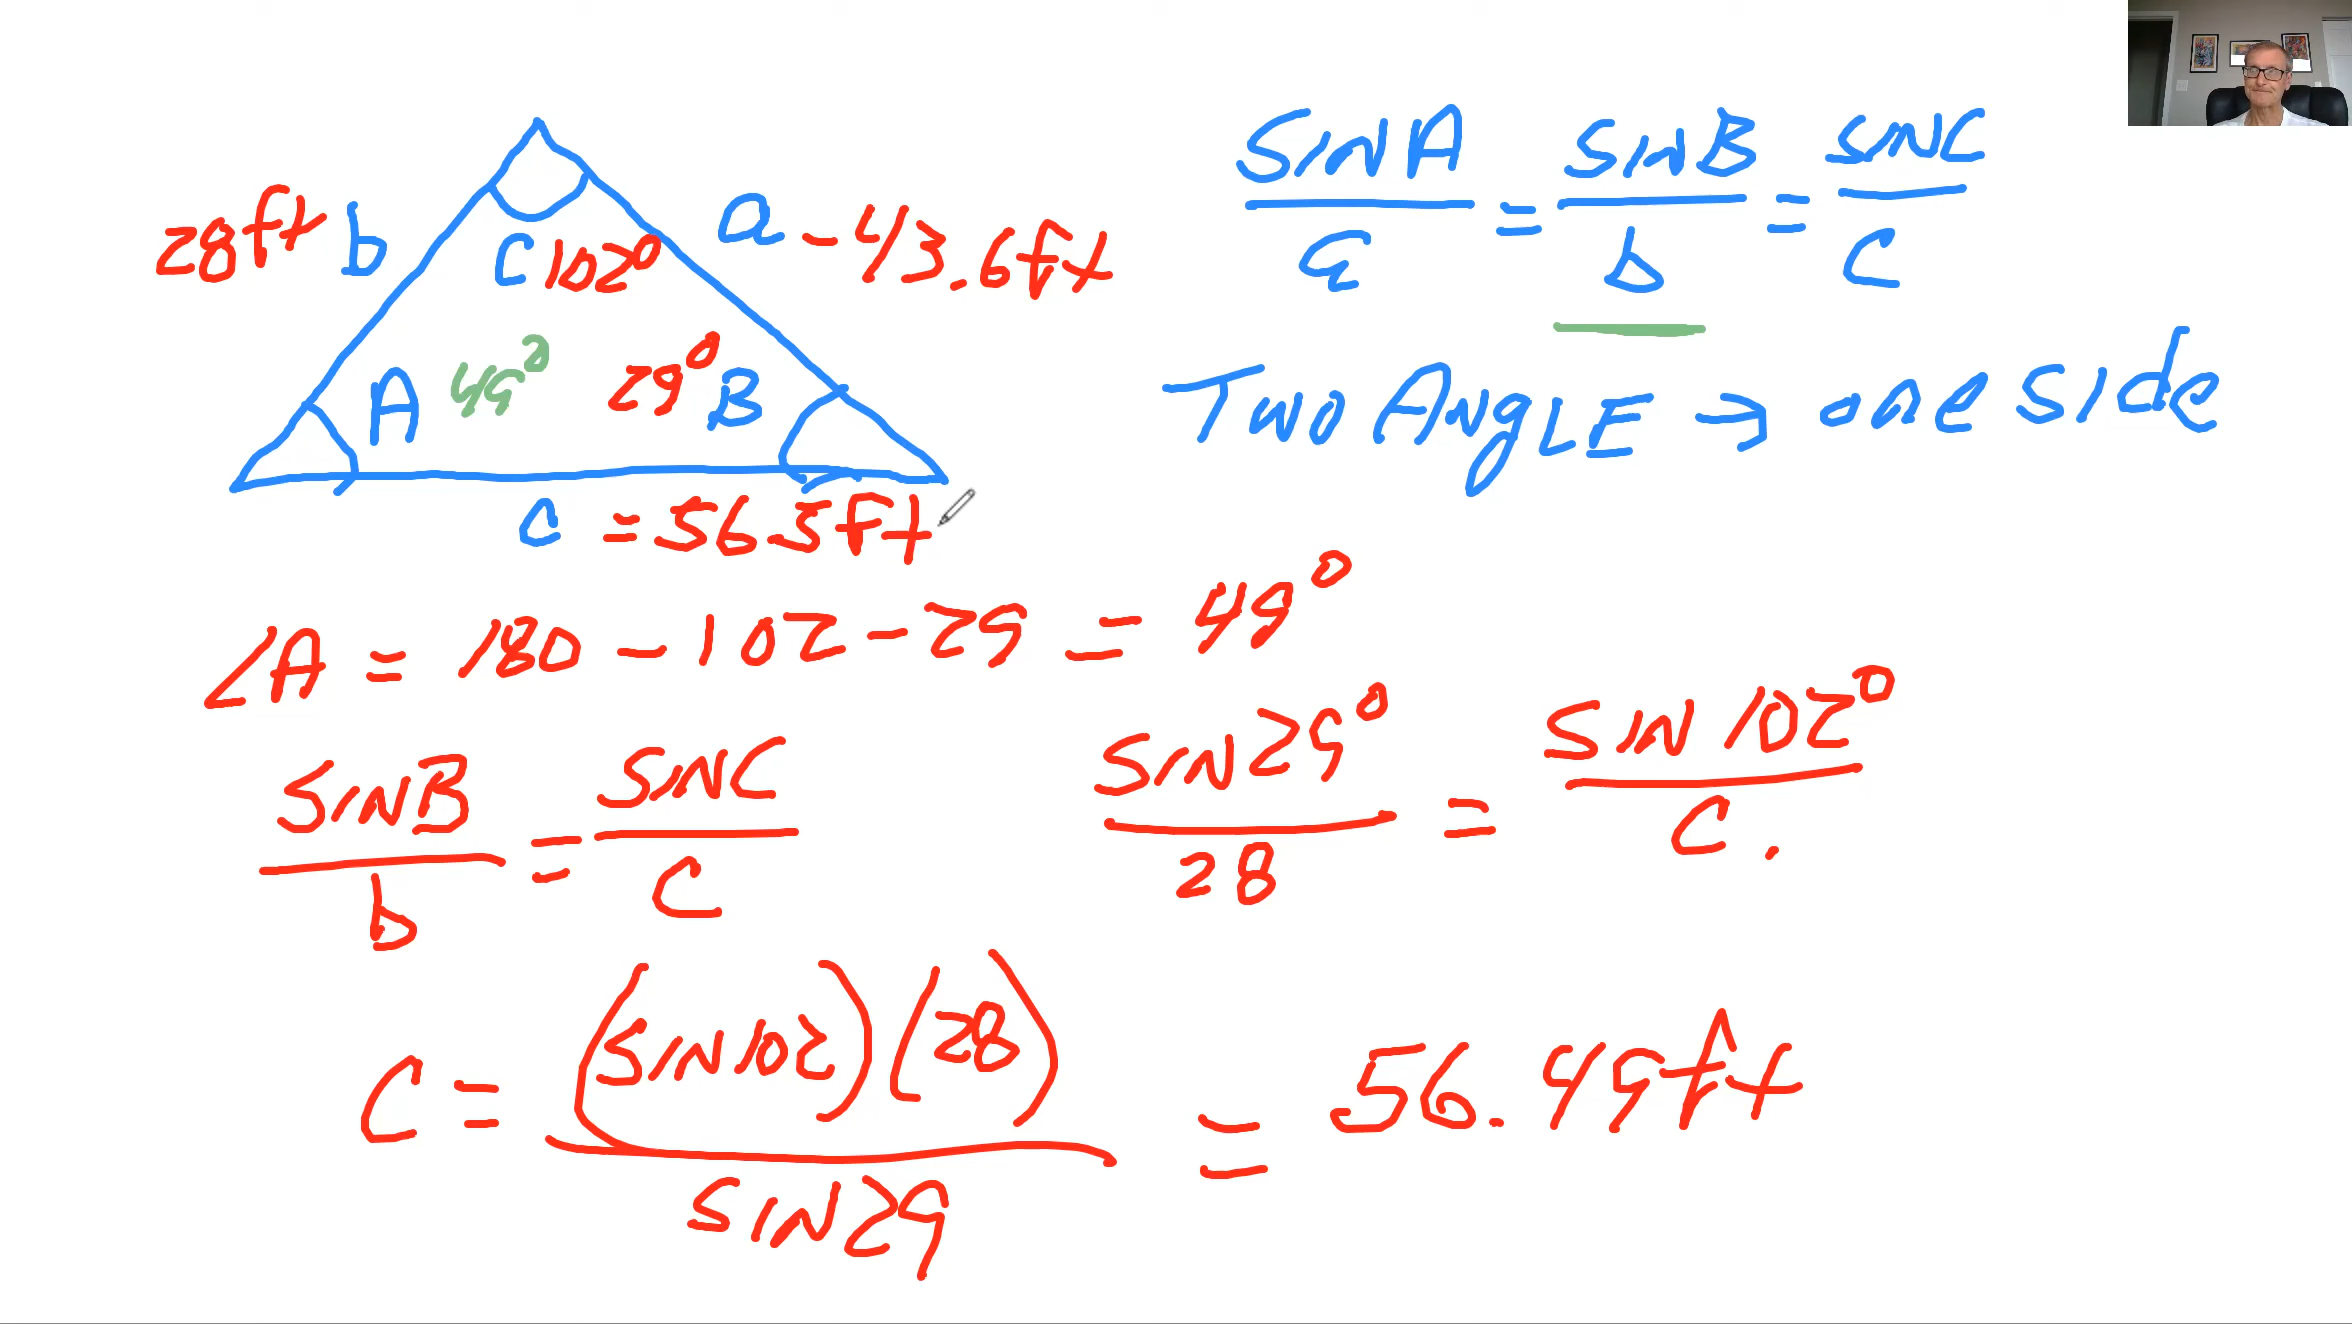 28ft b
C 102°
a - 43.6ft
A 49° 29° B
c = 56.5ft
sin A / a = sin B / b = sin C / c
Two Angle → one side
∠A = 180 - 102 - 29 = 49°
sin B / b = sin C / c
sin 29° / 28 = sin 102° / c.
c = (sin 102)(28) / sin 29 = 56.49ft